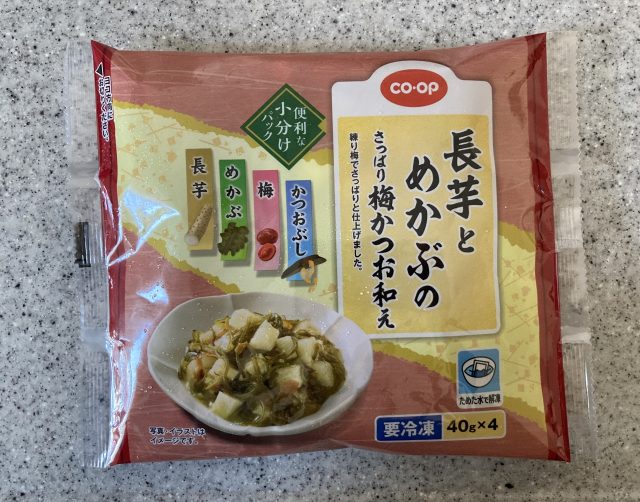 CO·OP
長芋と
めかぶの
さっぱり梅かつお和え
練り梅でさっぱりと仕上げました。
便利な
小分け
パック
長芋
めかぶ
梅
かつおぶし
ためた水で解凍
要冷凍 40g×4
写真・イラストは
イメージです。